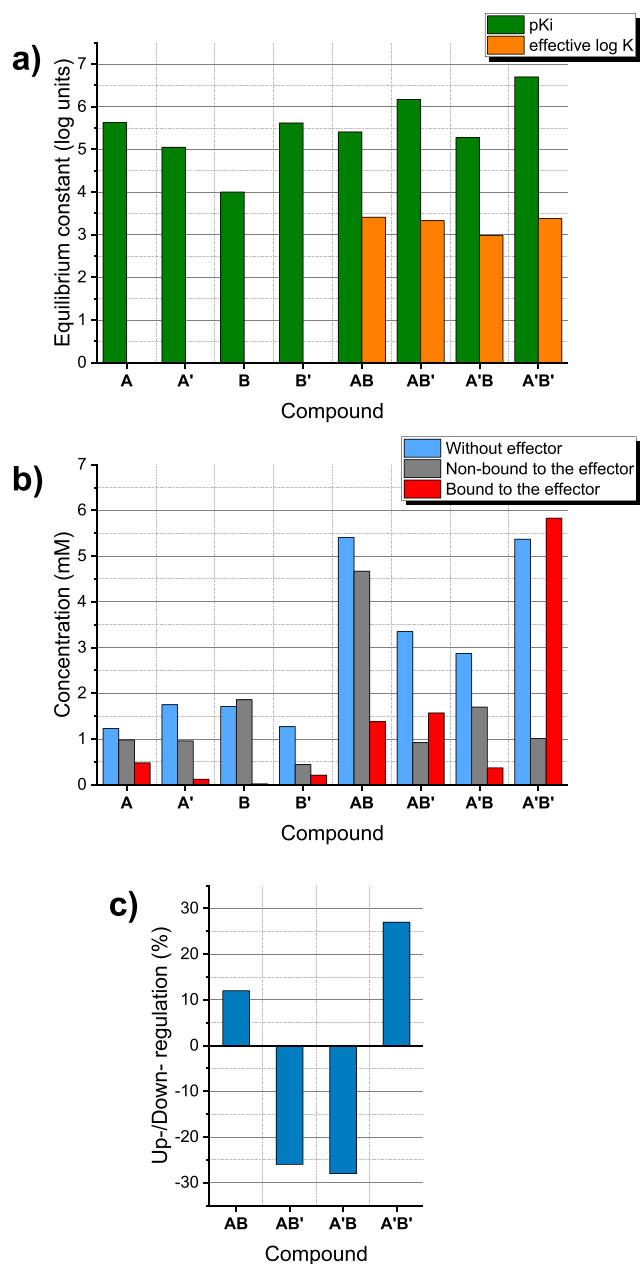 a)
pKi
effective log K
Equilibrium constant (log units)
7
6
5
4
3
2
1
0
A A' B B' AB AB' A'B A'B'
Compound
b)
Without effector
Non-bound to the effector
Bound to the effector
Concentration (mM)
7
6
5
4
3
2
1
0
A A' B B' AB AB' A'B A'B'
Compound
c)
Up-/Down- regulation (%)
30
20
10
0
-10
-20
-30
AB AB' A'B A'B'
Compound